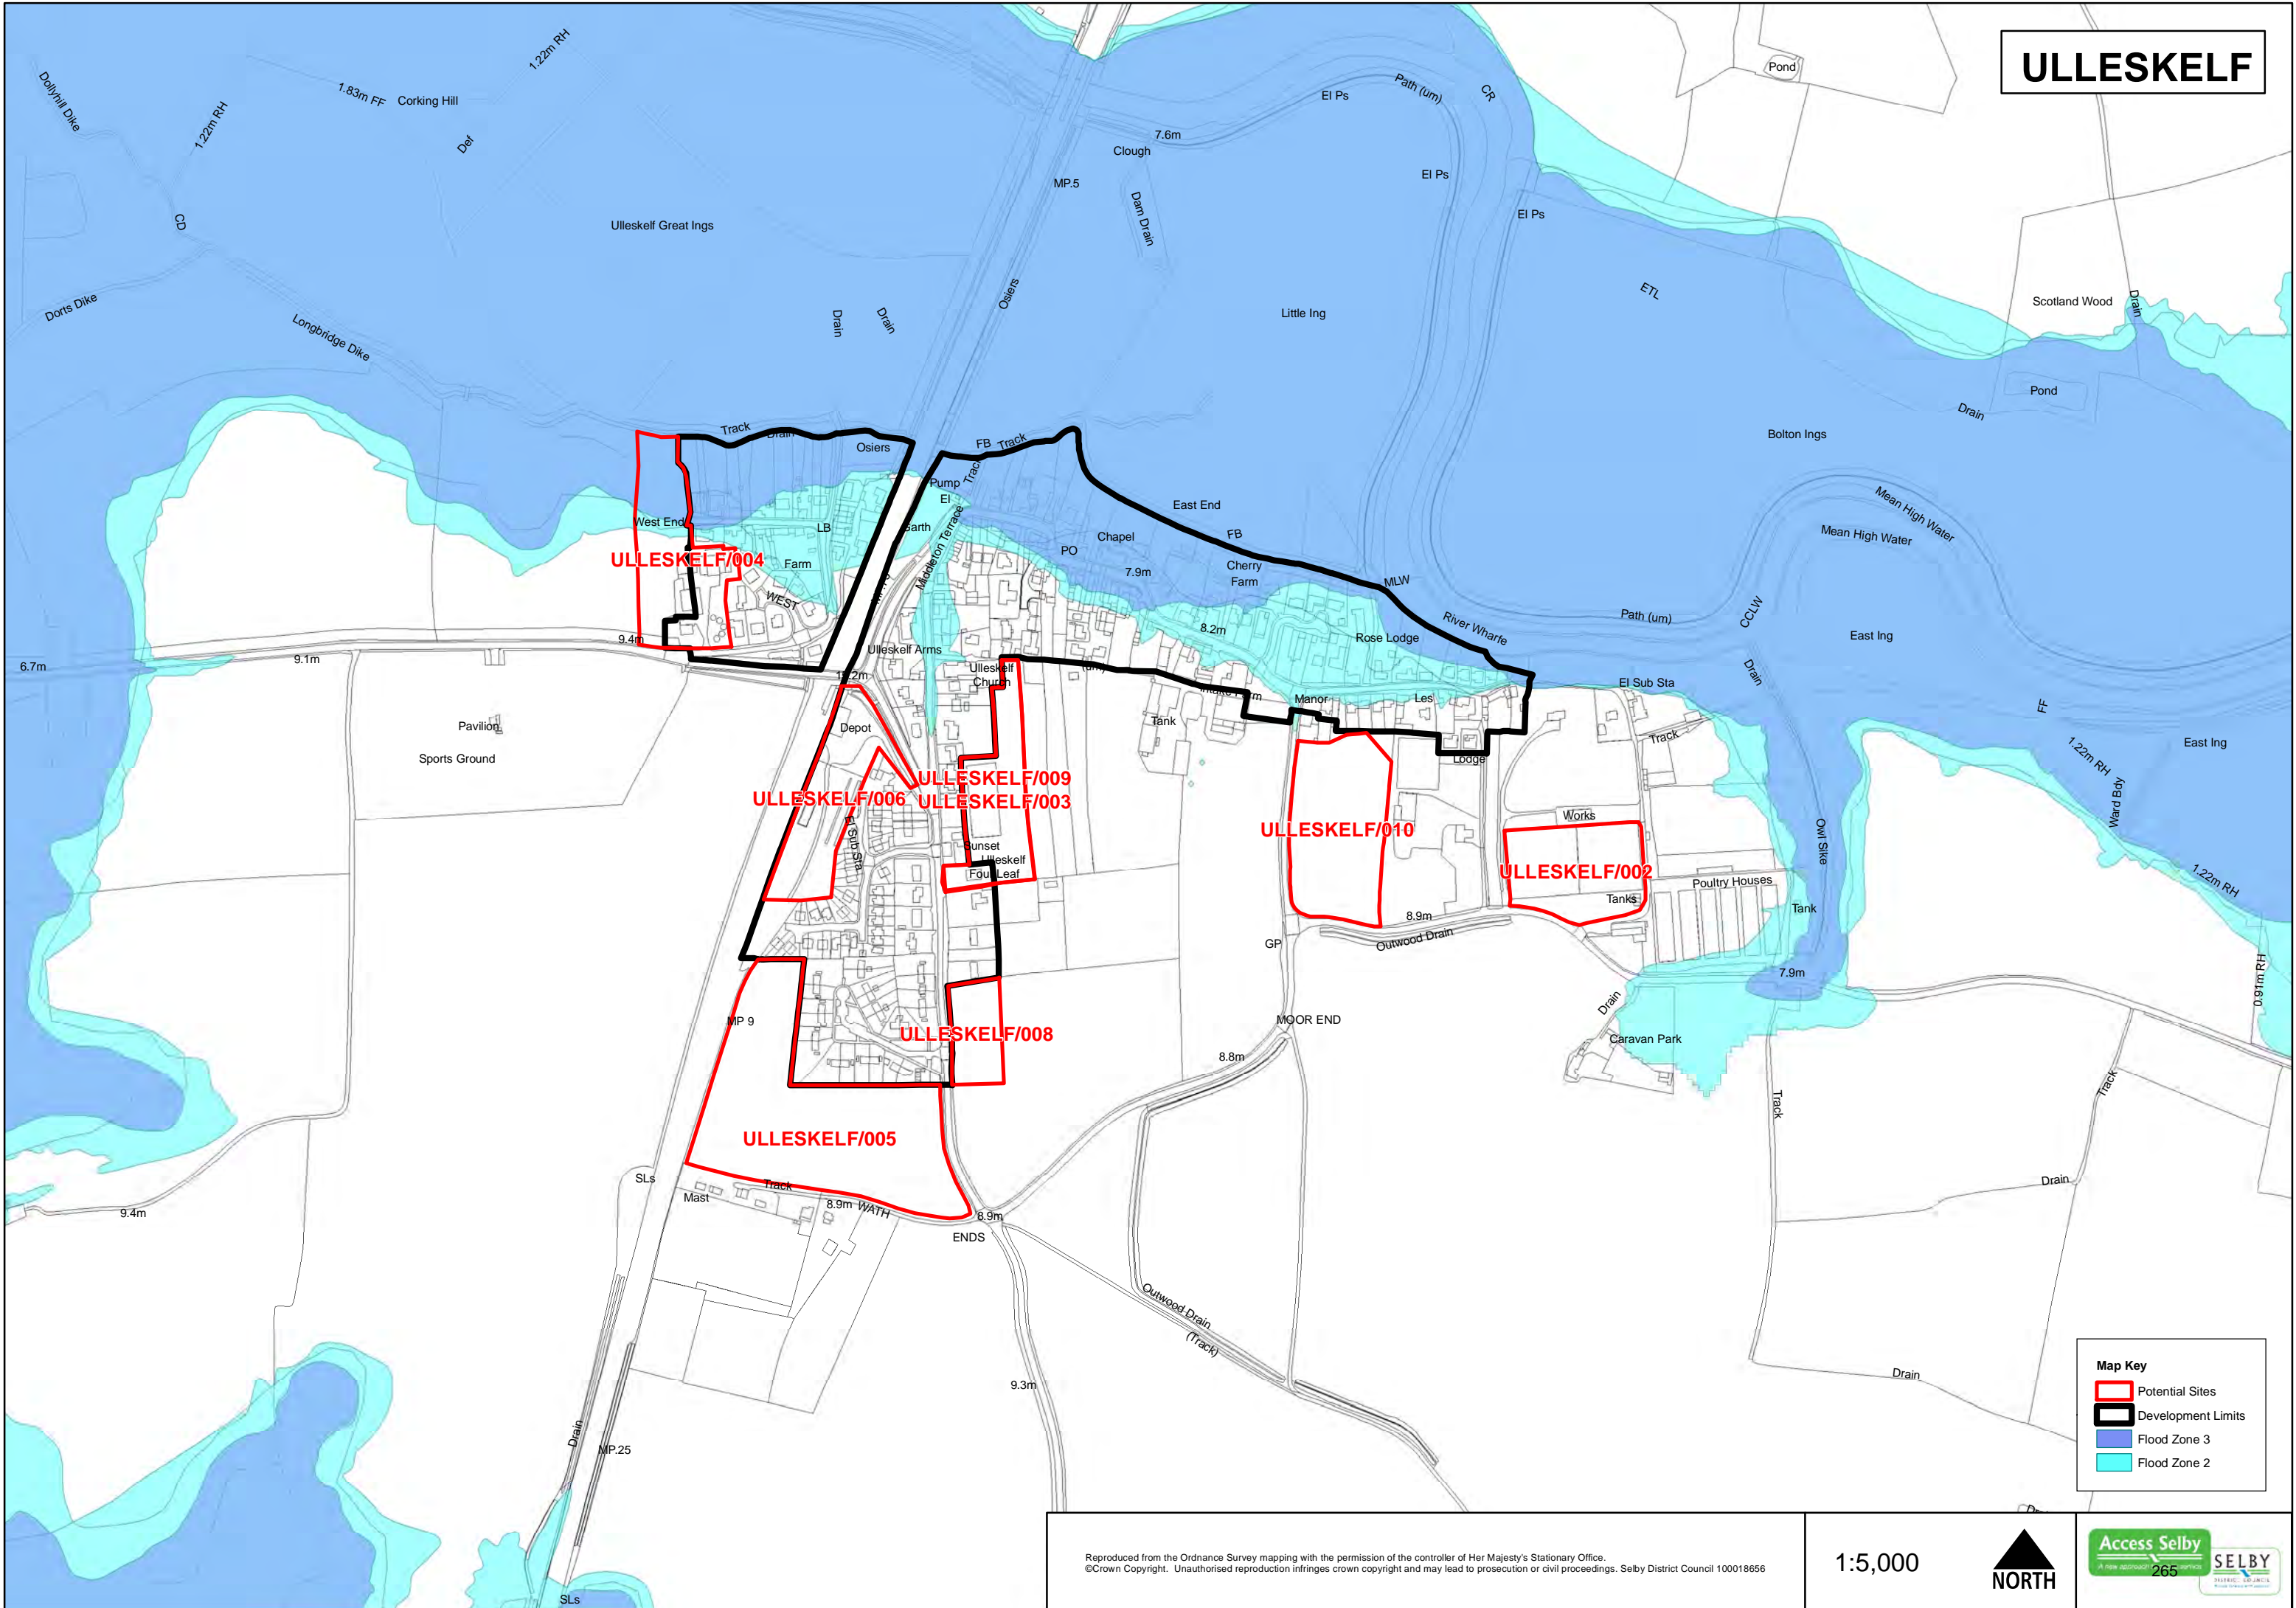 ULLESKELF
Dollyhill Dike
1.22m RH
1.83m FF
Corking Hill
1.22m RH
Def
CD
Ulleskelf Great Ings
Dorts Dike
Longbridge Dike
Drain
Drain
Osiers
MP.5
Clough
7.6m
Dam Drain
El Ps
Path (um)
CR
El Ps
El Ps
Pond
Little Ing
ETL
Scotland Wood
Drain
Pond
Drain
Bolton Ings
Mean High Water
Mean High Water
Track
Drain
Osiers
FB
Track
Track
Pump
El
West End
LB
Garth
Middleton Terrace
East End
FB
Chapel
PO
7.9m
Cherry
Farm
MLW
ULLESKELF/004
Farm
WEST
9.4m
9.1m
6.7m
8.2m
Rose Lodge
River Wharfe
Path (um)
CCLW
East Ing
Drain
Ulleskelf Arms
Ulleskelf
Church
(um)
Manor
Les
El Sub Sta
FF
1.22m RH
East Ing
Pavilion
Sports Ground
Depot
Tank
Track
Lodge
Ward Bdy
ULLESKELF/006
ULLESKELF/009
ULLESKELF/003
El Sub Sta
Sunset
Ulleskelf
Four Leaf
ULLESKELF/010
Works
ULLESKELF/002
Poultry Houses
Tanks
Tank
Owl Silke
1.22m RH
8.9m
Outwood Drain
GP
7.9m
0.91m RH
Drain
MP 9
ULLESKELF/008
MOOR END
8.8m
Caravan Park
Track
Track
ULLESKELF/005
SLs
Mast
Track
8.9m
WATH
8.9m
ENDS
9.4m
Drain
Outwood Drain
(Track)
9.3m
Drain
Drain
MP.25
SLs
Map Key
Potential Sites
Development Limits
Flood Zone 3
Flood Zone 2
Reproduced from the Ordnance Survey mapping with the permission of the controller of Her Majesty's Stationary Office.
©Crown Copyright. Unauthorised reproduction infringes crown copyright and may lead to prosecution or civil proceedings. Selby District Council 100018656
1:5,000
NORTH
Access Selby
265
SELBY
DISTRICT COUNCIL